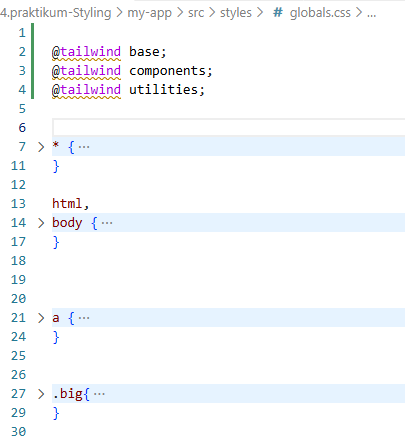 4.praktikum-Styling > my-app > src > styles > # globals.css > ...
1
2 @tailwind base;
3 @tailwind components;
4 @tailwind utilities;
5
6
7 > * { ...
11 }
12
13 html,
14 > body { ...
17 }
18
19
20
21 > a { ...
24 }
25
26
27 > .big{ ...
29 }
30